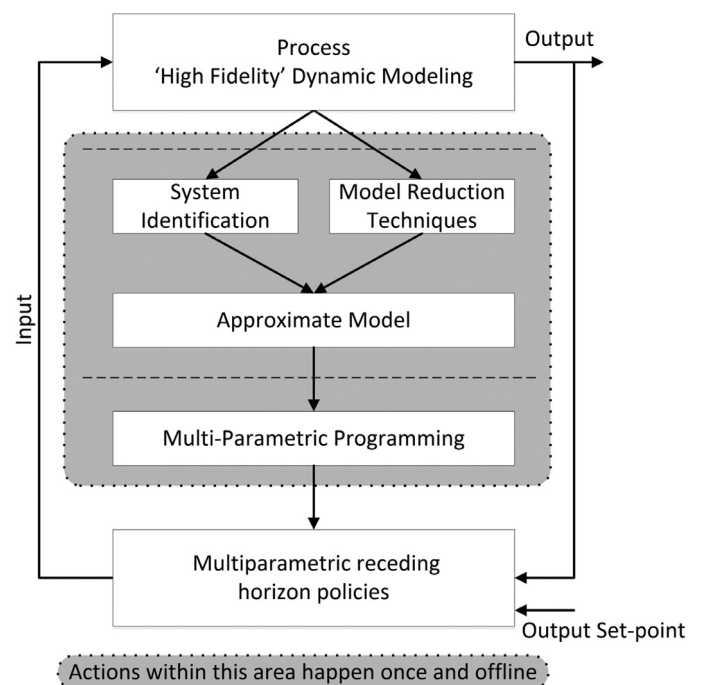 Process
‘High Fidelity’ Dynamic Modeling
Output
System
Identification
Model Reduction
Techniques
Approximate Model
Input
Multi-Parametric Programming
Multiparametric receding
horizon policies
Output Set-point
Actions within this area happen once and offline